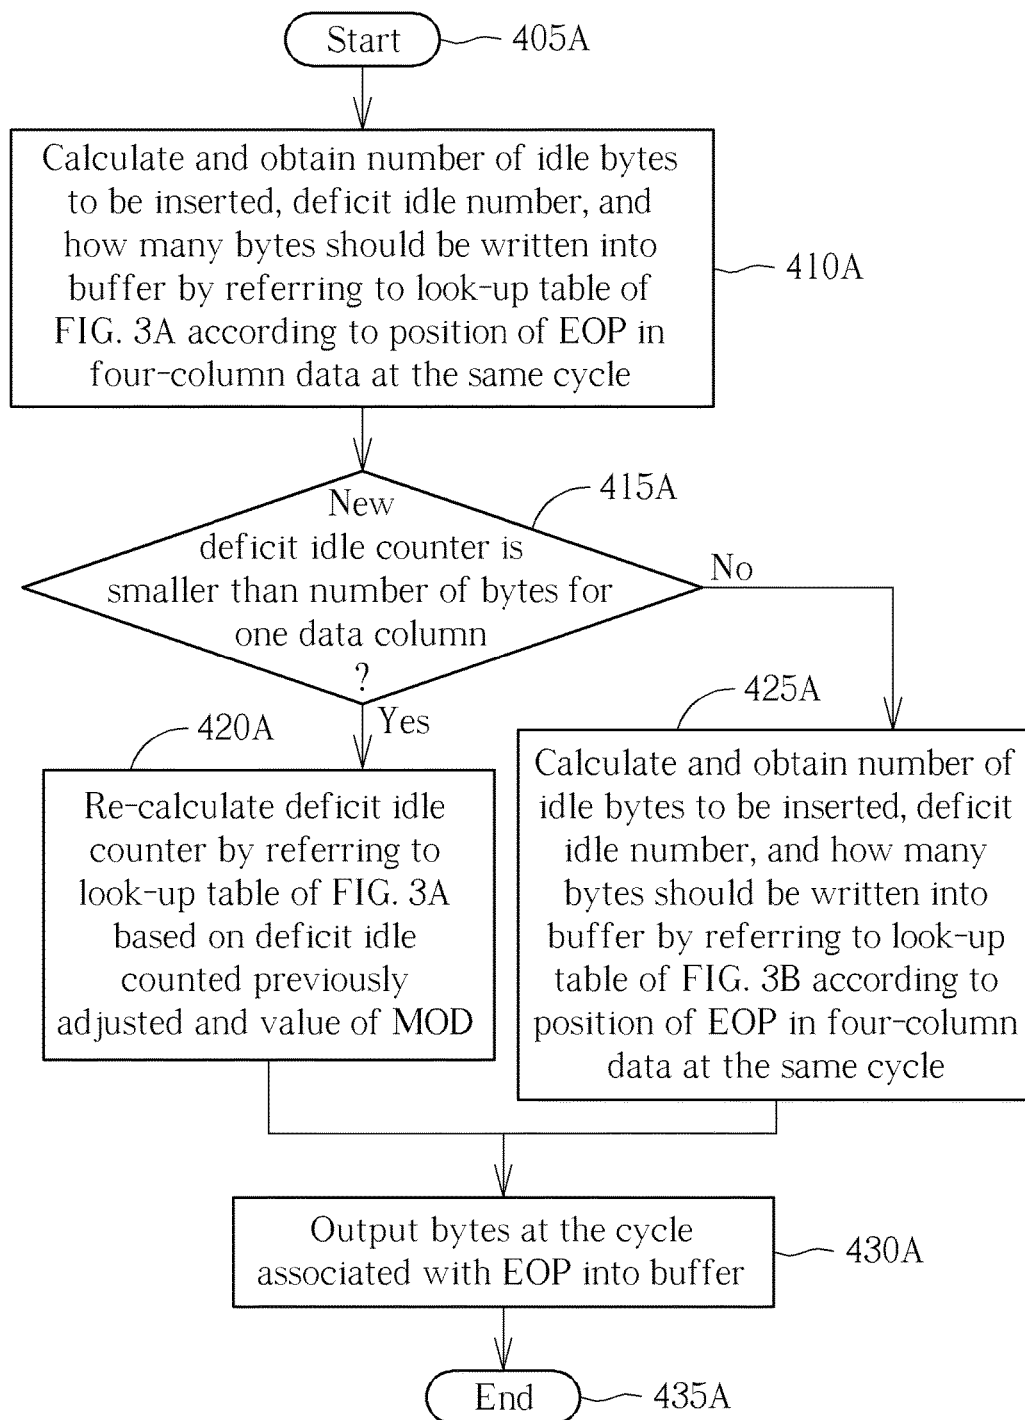 Start
405A
Calculate and obtain number of idle bytes
to be inserted, deficit idle number, and
how many bytes should be written into
buffer by referring to look-up table of
FIG. 3A according to position of EOP in
four-column data at the same cycle
410A
New
deficit idle counter is
smaller than number of bytes for
one data column
?
415A
No
Yes
420A
Re-calculate deficit idle
counter by referring to
look-up table of FIG. 3A
based on deficit idle
counted previously
adjusted and value of MOD
425A
Calculate and obtain number of
idle bytes to be inserted, deficit
idle number, and how many
bytes should be written into
buffer by referring to look-up
table of FIG. 3B according to
position of EOP in four-column
data at the same cycle
Output bytes at the cycle
associated with EOP into buffer
430A
End
435A